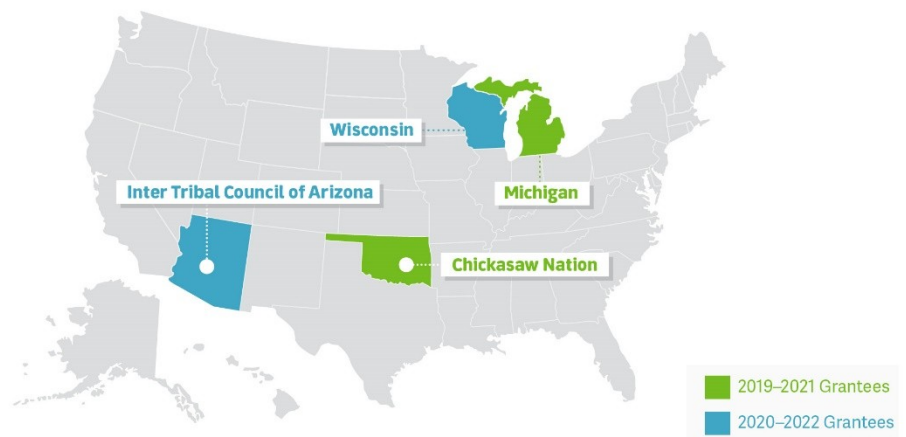 Wisconsin
Inter Tribal Council of Arizona
Michigan
Chickasaw Nation
2019–2021 Grantees
2020–2022 Grantees